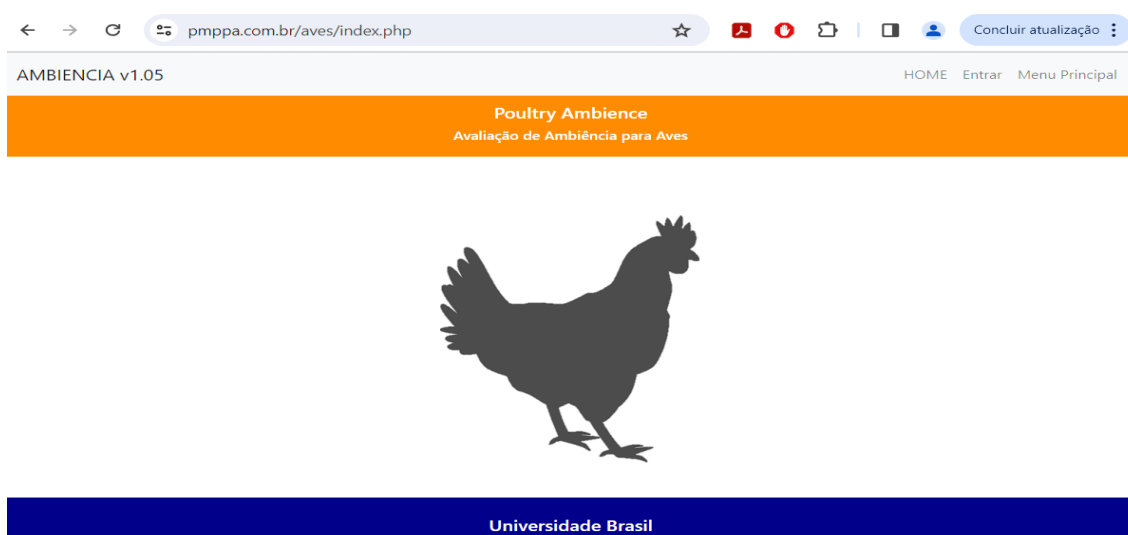 pmppa.com.br/aves/index.php
Concluir atualização
AMBIENCIA v1.05
HOME Entrar Menu Principal
Poultry Ambience
Avaliação de Ambiência para Aves
Universidade Brasil